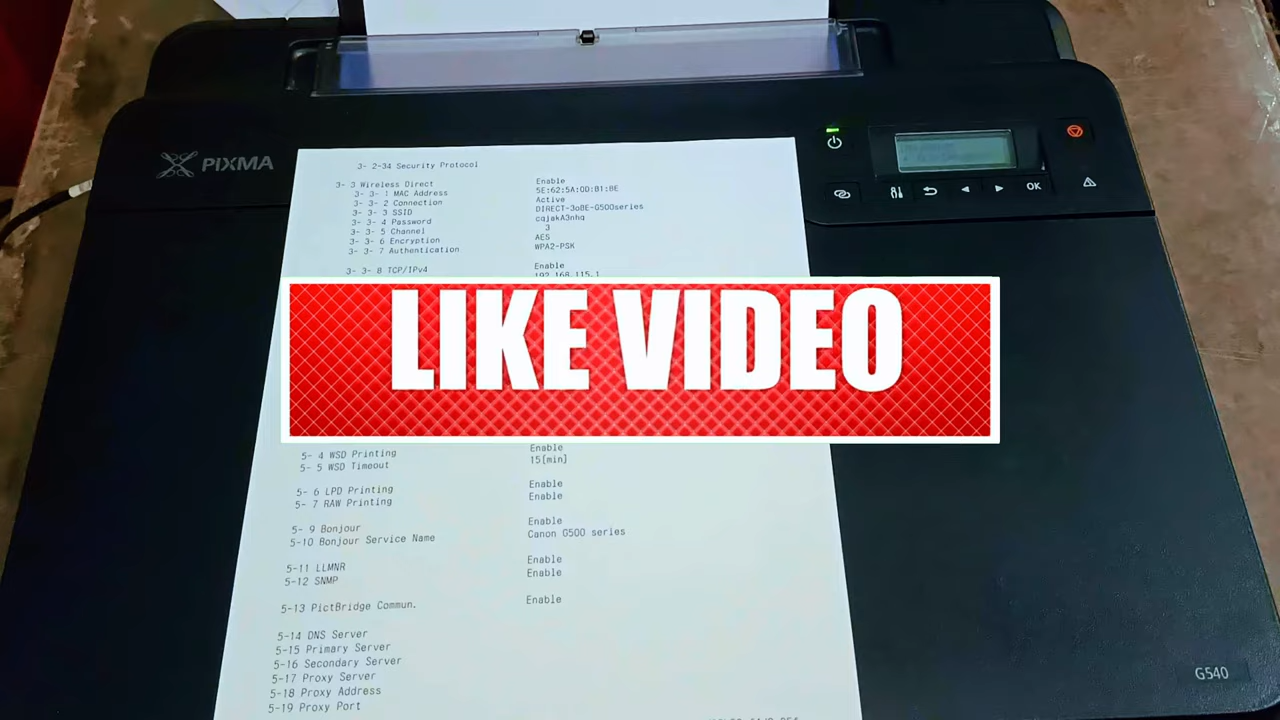 PIXMA
3- 2-34 Security Protocol
3- 3 Wireless Direct Enable
3- 3- 1 MAC Address 5E:62:5A:0D:B1:8E
3- 3- 2 Connection Active
3- 3- 3 SSID DIRECT-3o8E-G500series
3- 3- 4 Password cqjakA3nhq
3- 3- 5 Channel 3
3- 3- 6 Encryption AES
3- 3- 7 Authentication WPA2-PSK
3- 3- 8 TCP/IPv4 Enable
192.168.115.1
OK
LIKE VIDEO
5- 4 WSD Printing Enable
5- 5 WSD Timeout 15[min]
5- 6 LPD Printing Enable
5- 7 RAW Printing Enable
5- 9 Bonjour Enable
5-10 Bonjour Service Name Canon G500 series
5-11 LLMNR Enable
5-12 SNMP Enable
5-13 PictBridge Commun. Enable
5-14 DNS Server
5-15 Primary Server
5-16 Secondary Server
5-17 Proxy Server
5-18 Proxy Address
5-19 Proxy Port
G540